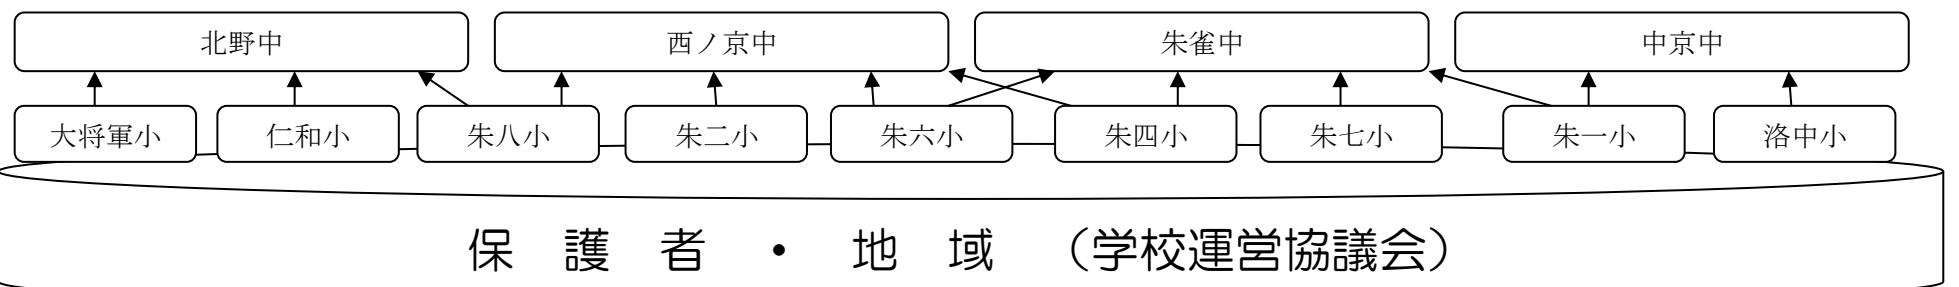 北野中 西ノ京中 朱雀中 中京中
大将軍小 仁和小 朱八小 朱二小 朱六小 朱四小 朱七小 朱一小 洛中小
保護者・地域（学校運営協議会）